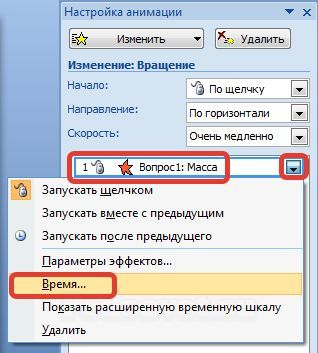 Настройка анимации
Изменить
Удалить
Изменение: Вращение
Начало: По щелчку
Направление: По горизонтали
Скорость: Очень медленно
1 Вопрос1: Масса
Запускать щелчком
Запускать вместе с предыдущим
Запускать после предыдущего
Параметры эффектов...
Время...
Показать расширенную временную шкалу
Удалить